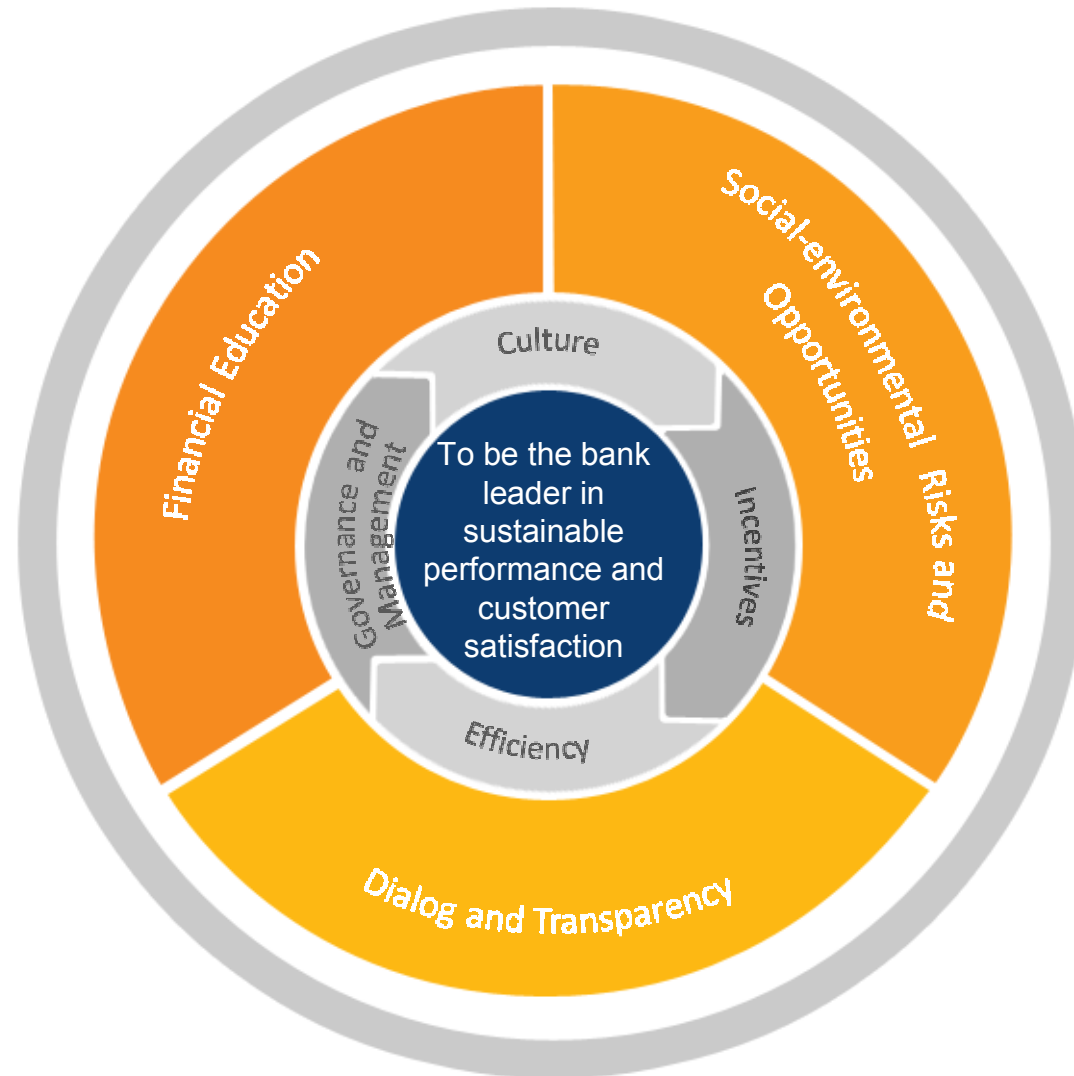 Social-environmental Risks and
Opportunities
Financial Education
Culture
Governance and
Management
Incentives
To be the bank
leader in
sustainable
performance and
customer
satisfaction
Efficiency
Dialog and Transparency